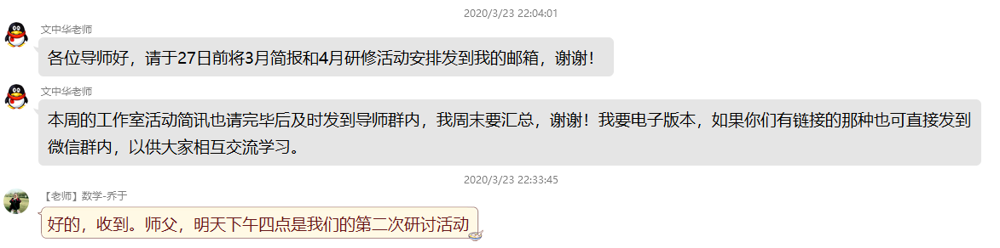 2020/3/23 22:04:01
文中华老师
各位导师好，请于27日前将3月简报和4月研修活动安排发到我的邮箱，谢谢！
文中华老师
本周的工作室活动简讯也请完毕后及时发到导师群内，我周末要汇总，谢谢！我要电子版本，如果你们有链接的那种也可直接发到
微信群内，以供大家相互交流学习。
2020/3/23 22:33:45
【老师】数学-乔于
好的，收到。师父，明天下午四点是我们的第二次研讨活动